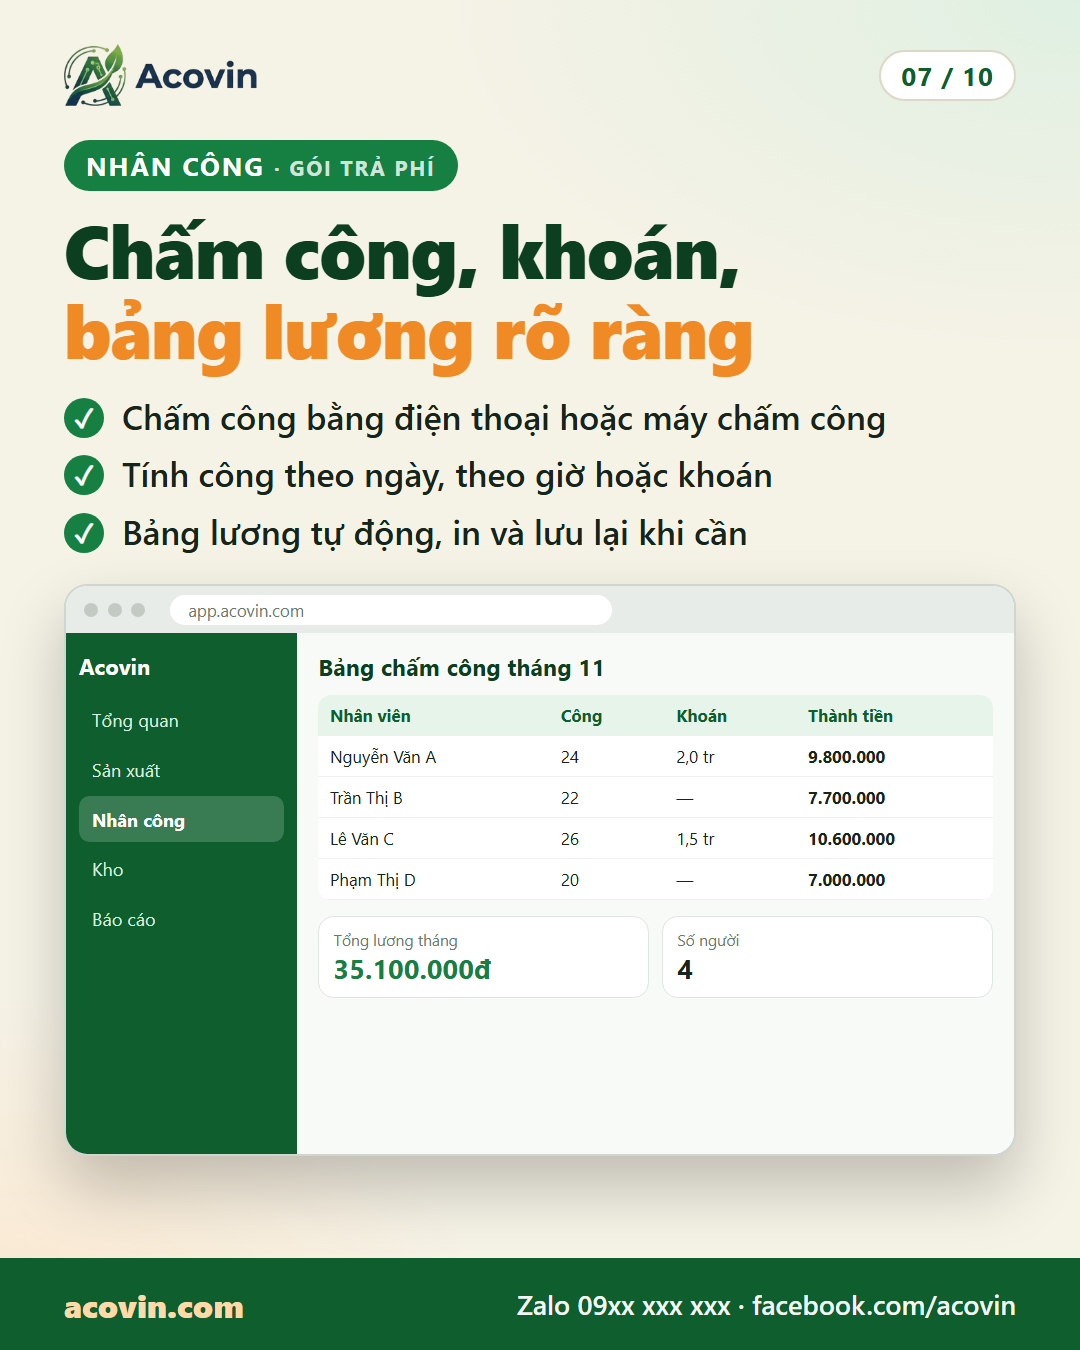 Acovin
07 / 10
NHÂN CÔNG · GÓI TRẢ PHÍ
Chấm công, khoán,
bảng lương rõ ràng
Chấm công bằng điện thoại hoặc máy chấm công
Tính công theo ngày, theo giờ hoặc khoán
Bảng lương tự động, in và lưu lại khi cần
app.acovin.com
Acovin
Tổng quan
Sản xuất
Nhân công
Kho
Báo cáo
Bảng chấm công tháng 11
Nhân viên Công Khoán Thành tiền
Nguyễn Văn A 24 2,0 tr 9.800.000
Trần Thị B 22 — 7.700.000
Lê Văn C 26 1,5 tr 10.600.000
Phạm Thị D 20 — 7.000.000
Tổng lương tháng
35.100.000đ
Số người
4
acovin.com
Zalo 09xx xxx xxx · facebook.com/acovin